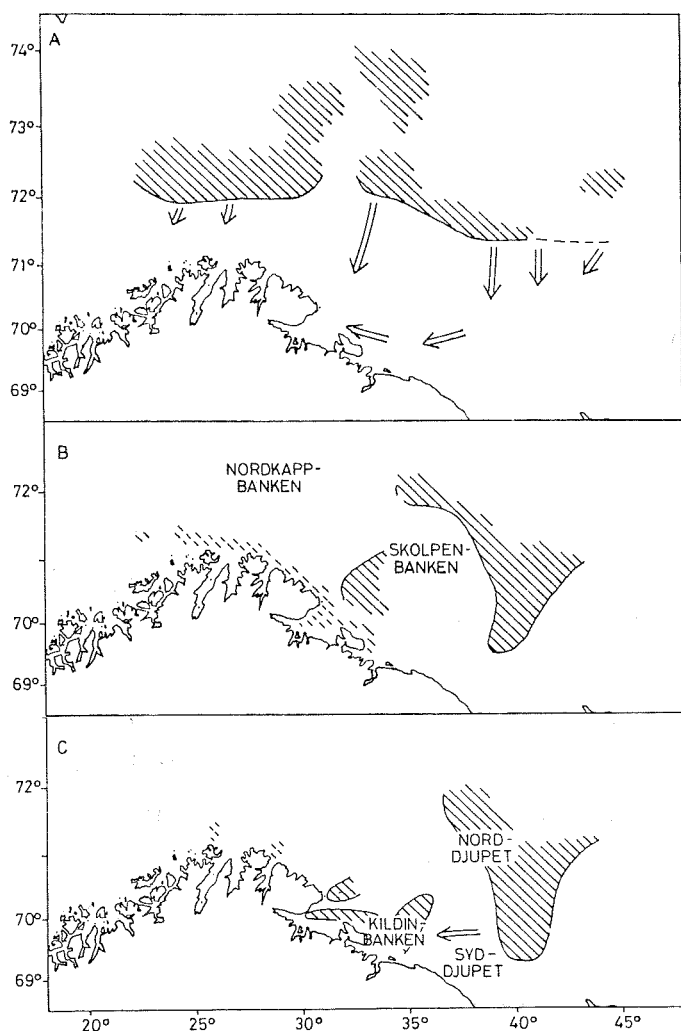 A
74°
73°
72°
71°
70°
69°
B
NORDKAPP-
BANKEN
72°
SKOLPEN-
BANKEN
70°
69°
C
72°
NORD-
DJUPET
70°
KILDIN-
BANKEN
SYD-
DJUPET
69°
20°
25°
30°
35°
40°
45°